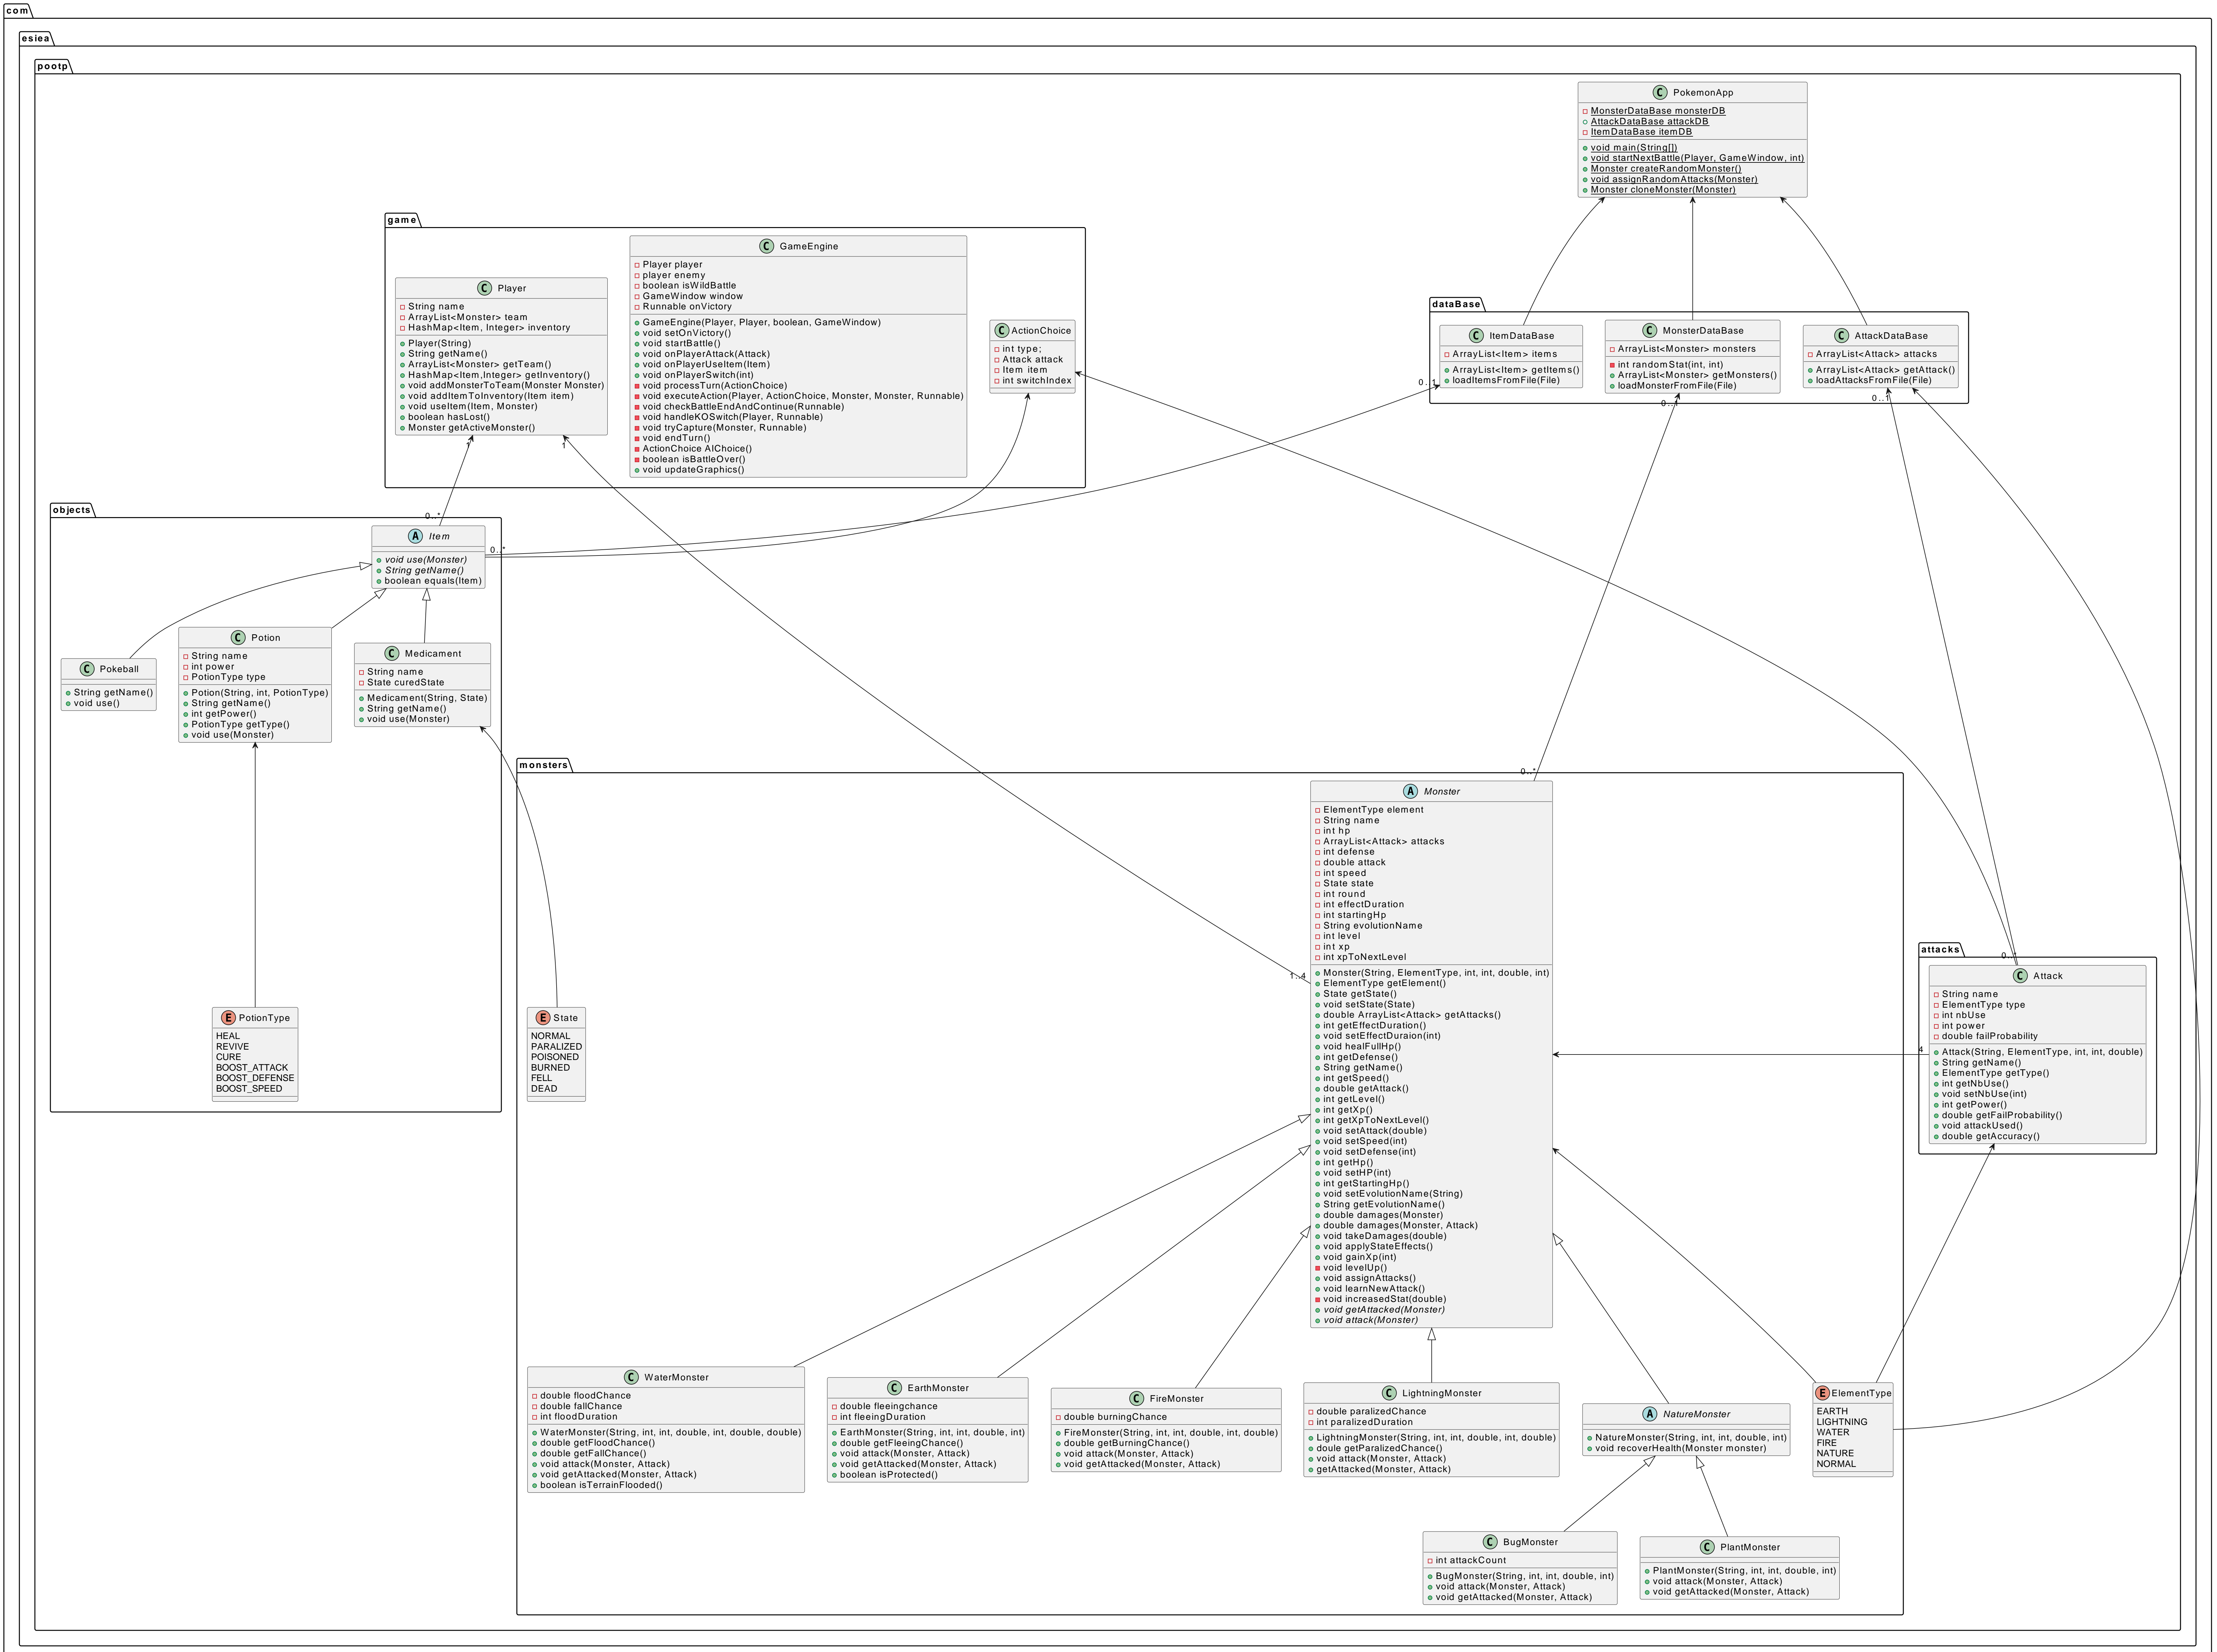 com
esiea
pootp
PokemonApp
MonsterDataBase monsterDB
AttackDataBase attackDB
ItemDataBase itemDB
void main(String[])
void startNextBattle(Player, GameWindow, int)
Monster createRandomMonster()
void assignRandomAttacks(Monster)
Monster cloneMonster(Monster)
game
Player
String name
ArrayList<Monster> team
HashMap<Item, Integer> inventory
Player(String)
String getName()
ArrayList<Monster> getTeam()
HashMap<Item,Integer> getInventory()
void addMonsterToTeam(Monster Monster)
void addItemToInventory(Item item)
void useItem(Item, Monster)
boolean hasLost()
Monster getActiveMonster()
GameEngine
Player player
player enemy
boolean isWildBattle
GameWindow window
Runnable onVictory
GameEngine(Player, Player, boolean, GameWindow)
void setOnVictory()
void startBattle()
void onPlayerAttack(Attack)
void onPlayerUseItem(Item)
void onPlayerSwitch(int)
void processTurn(ActionChoice)
void executeAction(Player, ActionChoice, Monster, Monster, Runnable)
void checkBattleEndAndContinue(Runnable)
void handleKOSwitch(Player, Runnable)
void tryCapture(Monster, Runnable)
void endTurn()
ActionChoice AIChoice()
boolean isBattleOver()
void updateGraphics()
ActionChoice
int type;
Attack attack
Item item
int switchIndex
dataBase
ItemDataBase
ArrayList<Item> items
ArrayList<Item> getItems()
loadItemsFromFile(File)
MonsterDataBase
ArrayList<Monster> monsters
int randomStat(int, int)
ArrayList<Monster> getMonsters()
loadMonsterFromFile(File)
AttackDataBase
ArrayList<Attack> attacks
ArrayList<Attack> getAttack()
loadAttacksFromFile(File)
0..1
0..1
0..1
1
1
objects
0..*
Item
void use(Monster)
String getName()
boolean equals(Item)
0..*
Pokeball
String getName()
void use()
Potion
String name
int power
PotionType type
Potion(String, int, PotionType)
String getName()
int getPower()
PotionType getType()
void use(Monster)
Medicament
String name
State curedState
Medicament(String, State)
String getName()
void use(Monster)
PotionType
HEAL
REVIVE
CURE
BOOST_ATTACK
BOOST_DEFENSE
BOOST_SPEED
monsters
State
NORMAL
PARALIZED
POISONED
BURNED
FELL
DEAD
0..*
Monster
ElementType element
String name
int hp
ArrayList<Attack> attacks
int defense
double attack
int speed
State state
int round
int effectDuration
int startingHp
String evolutionName
int level
int xp
int xpToNextLevel
1..4
Monster(String, ElementType, int, int, double, int)
ElementType getElement()
State getState()
void setState(State)
double ArrayList<Attack> getAttacks()
int getEffectDuration()
void setEffectDuraion(int)
void healFullHp()
int getDefense()
String getName()
int getSpeed()
double getAttack()
int getLevel()
int getXp()
int getXpToNextLevel()
void setAttack(double)
void setSpeed(int)
void setDefense(int)
int getHp()
void setHP(int)
int getStartingHp()
void setEvolutionName(String)
String getEvolutionName()
double damages(Monster)
double damages(Monster, Attack)
void takeDamages(double)
void applyStateEffects()
void gainXp(int)
void levelUp()
void assignAttacks()
void learnNewAttack()
void increasedStat(double)
void getAttacked(Monster)
void attack(Monster)
attacks
Attack
String name
ElementType type
int nbUse
int power
double failProbability
4
Attack(String, ElementType, int, int, double)
String getName()
ElementType getType()
int getNbUse()
void setNbUse(int)
int getPower()
double getFailProbability()
void attackUsed()
double getAccuracy()
WaterMonster
double floodChance
double fallChance
int floodDuration
WaterMonster(String, int, int, double, int, double, double)
double getFloodChance()
double getFallChance()
void attack(Monster, Attack)
void getAttacked(Monster, Attack)
boolean isTerrainFlooded()
EarthMonster
double fleeingchance
int fleeingDuration
EarthMonster(String, int, int, double, int)
double getFleeingChance()
void attack(Monster, Attack)
void getAttacked(Monster, Attack)
boolean isProtected()
FireMonster
double burningChance
FireMonster(String, int, int, double, int, double)
double getBurningChance()
void attack(Monster, Attack)
void getAttacked(Monster, Attack)
LightningMonster
double paralizedChance
int paralizedDuration
LightningMonster(String, int, int, double, int, double)
doule getParalizedChance()
void attack(Monster, Attack)
getAttacked(Monster, Attack)
NatureMonster
NatureMonster(String, int, int, double, int)
void recoverHealth(Monster monster)
ElementType
EARTH
LIGHTNING
WATER
FIRE
NATURE
NORMAL
BugMonster
int attackCount
BugMonster(String, int, int, double, int)
void attack(Monster, Attack)
void getAttacked(Monster, Attack)
PlantMonster
PlantMonster(String, int, int, double, int)
void attack(Monster, Attack)
void getAttacked(Monster, Attack)